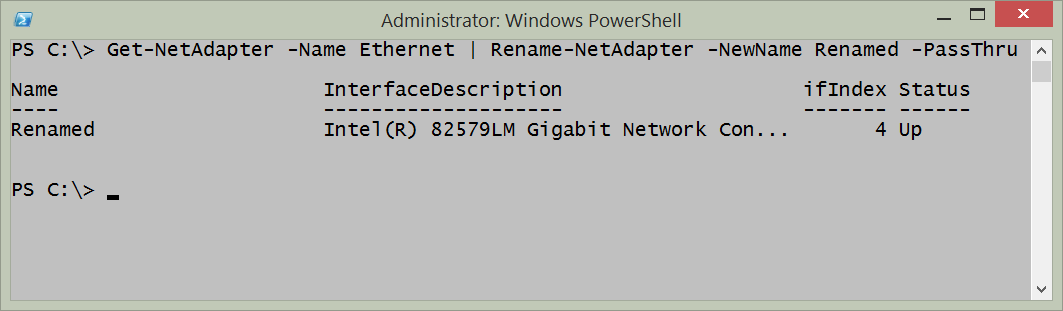 Administrator: Windows PowerShell
PS C:\> Get-NetAdapter -Name Ethernet | Rename-NetAdapter -NewName Renamed -PassThru
Name                      InterfaceDescription                    ifIndex Status
----                      --------------------                    ------- ------
Renamed                   Intel(R) 82579LM Gigabit Network Con...       4 Up
PS C:\>